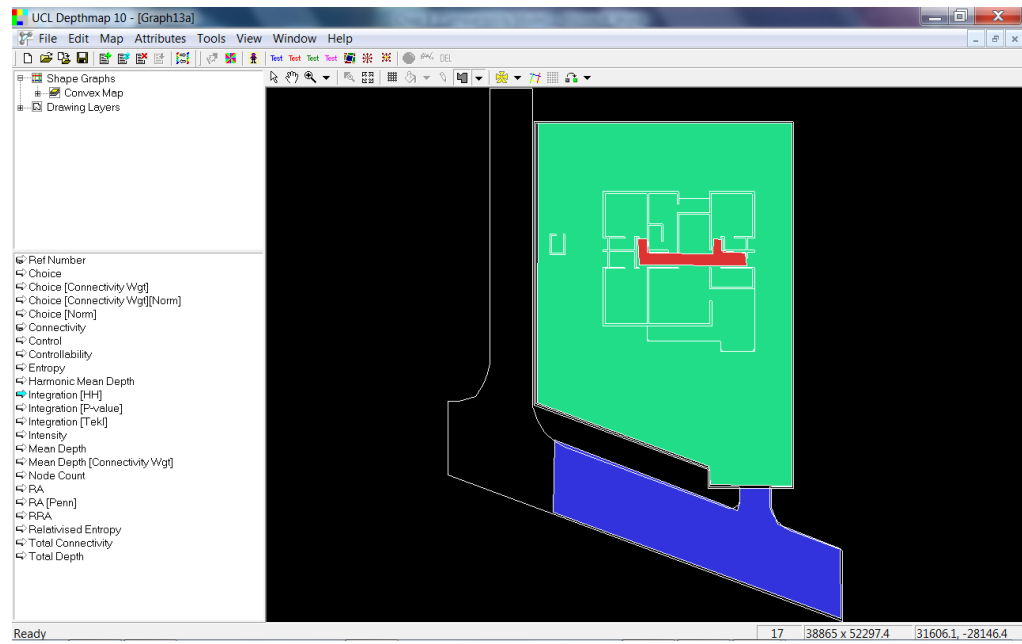 UCL Depthmap 10 - [Graph13a]
File Edit Map Attributes Tools View Window Help
Test Test Test Test DEL
Shape Graphs
Convex Map
Drawing Layers
Ref Number
Choice
Choice [Connectivity Wgt]
Choice [Connectivity Wgt][Norm]
Choice [Norm]
Connectivity
Control
Controllability
Entropy
Harmonic Mean Depth
Integration [HH]
Integration [P-value]
Integration [Tekl]
Intensity
Mean Depth
Mean Depth [Connectivity Wgt]
Node Count
RA
RA [Penn]
RRA
Relativised Entropy
Total Connectivity
Total Depth
Ready 17 38865 x 52297.4 31606.1, -28146.4